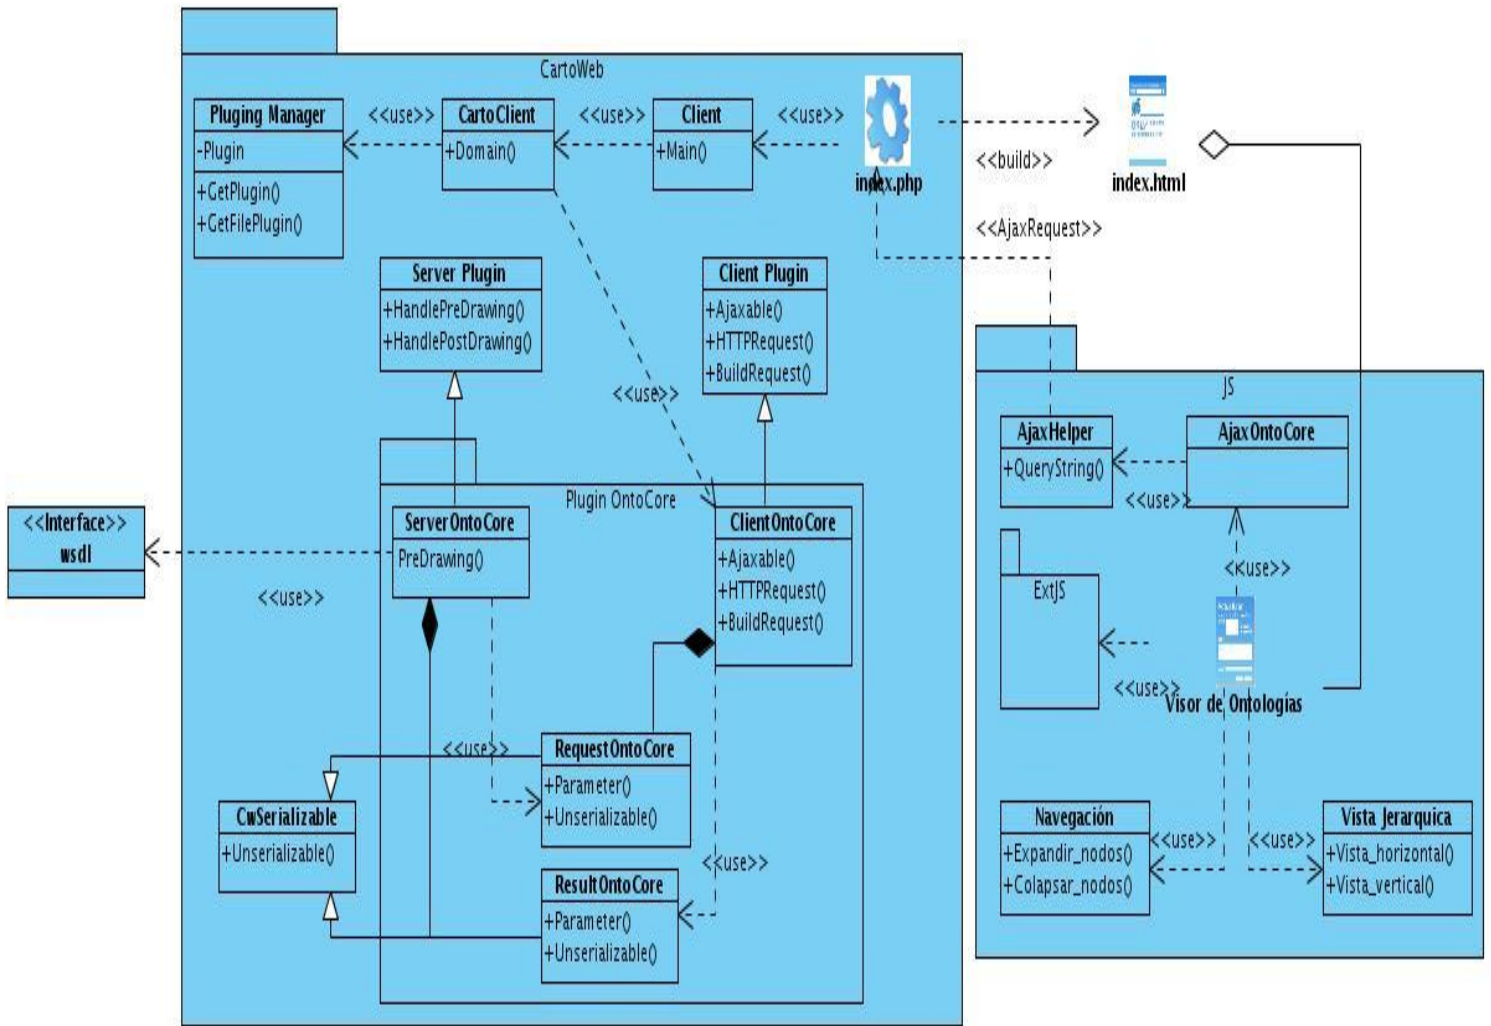 CartoWeb
Pluging Manager
-Plugin
+GetPlugin()
+GetFilePlugin()
<<use>>
CartoClient
+Domain()
<<use>>
Client
+Main()
<<use>>
index.php
<<build>>
index.html
<<AjaxRequest>>
Server Plugin
+HandlePreDrawing()
+HandlePostDrawing()
Client Plugin
+Ajaxable()
+HTTPRequest()
+BuildRequest()
<<use>>
Plugin OntoCore
ServerOntoCore
PreDrawing()
ClientOntoCore
+Ajaxable()
+HTTPRequest()
+BuildRequest()
<<Interface>>
wsdl
<<use>>
<<use>>
RequestOntoCore
+Parameter()
+Unserializable()
CwSerializable
+Unserializable()
<<use>>
ResultOntoCore
+Parameter()
+Unserializable()
JS
AjaxHelper
+QueryString()
AjaxOntoCore
<<use>>
ExtJS
<<use>>
<<use>>
Visor de Ontologías
Navegación
+Expandir_nodos()
+Colapsar_nodos()
<<use>>
<<use>>
Vista Jerarquica
+Vista_horizontal()
+Vista_vertical()